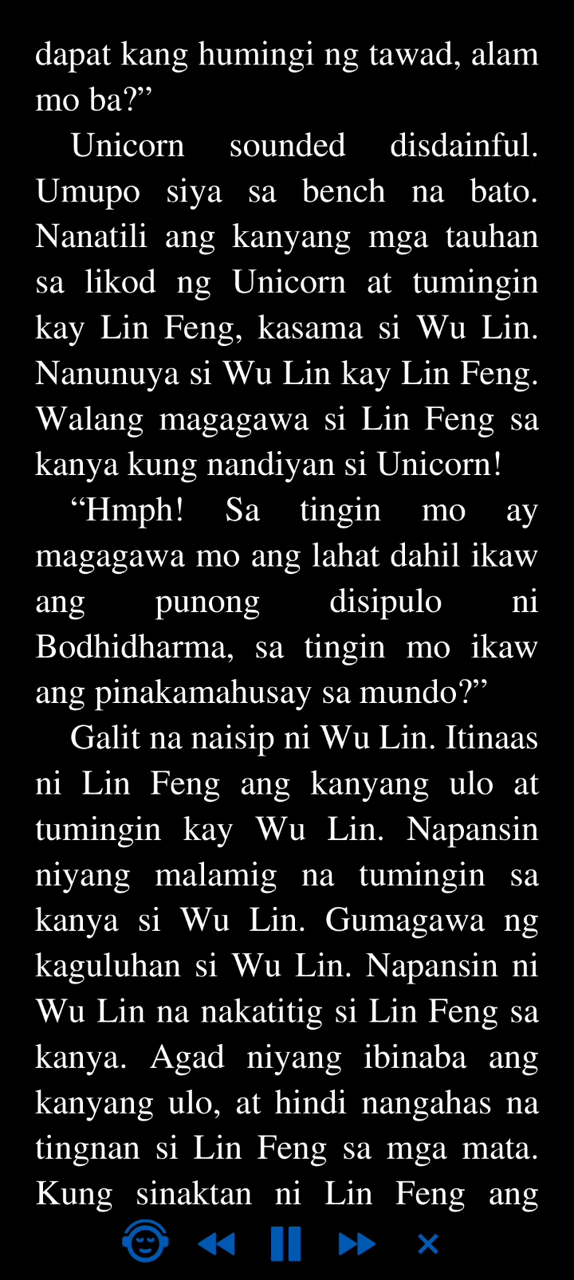 dapat kang humingi ng tawad, alam
mo ba?”
Unicorn sounded disdainful.
Umupo siya sa bench na bato.
Nanatili ang kanyang mga tauhan
sa likod ng Unicorn at tumingin
kay Lin Feng, kasama si Wu Lin.
Nanunuya si Wu Lin kay Lin Feng.
Walang magagawa si Lin Feng sa
kanya kung nandiyan si Unicorn!
“Hmph! Sa tingin mo ay
magagawa mo ang lahat dahil ikaw
ang punong disipulo ni
Bodhidharma, sa tingin mo ikaw
ang pinakamahusay sa mundo?”
Galit na naisip ni Wu Lin. Itinaas
ni Lin Feng ang kanyang ulo at
tumingin kay Wu Lin. Napansin
niyang malamig na tumingin sa
kanya si Wu Lin. Gumagawa ng
kaguluhan si Wu Lin. Napansin ni
Wu Lin na nakatitig si Lin Feng sa
kanya. Agad niyang ibinaba ang
kanyang ulo, at hindi nangahas na
tingnan si Lin Feng sa mga mata.
Kung sinaktan ni Lin Feng ang